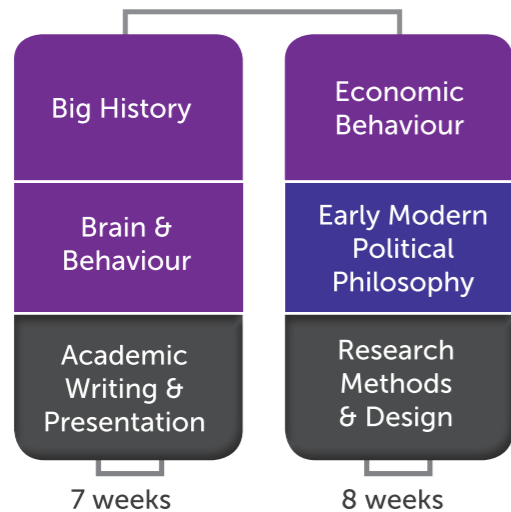 Big History
Brain &
Behaviour
Academic
Writing &
Presentation
7 weeks
Economic
Behaviour
Early Modern
Political
Philosophy
Research
Methods
& Design
8 weeks